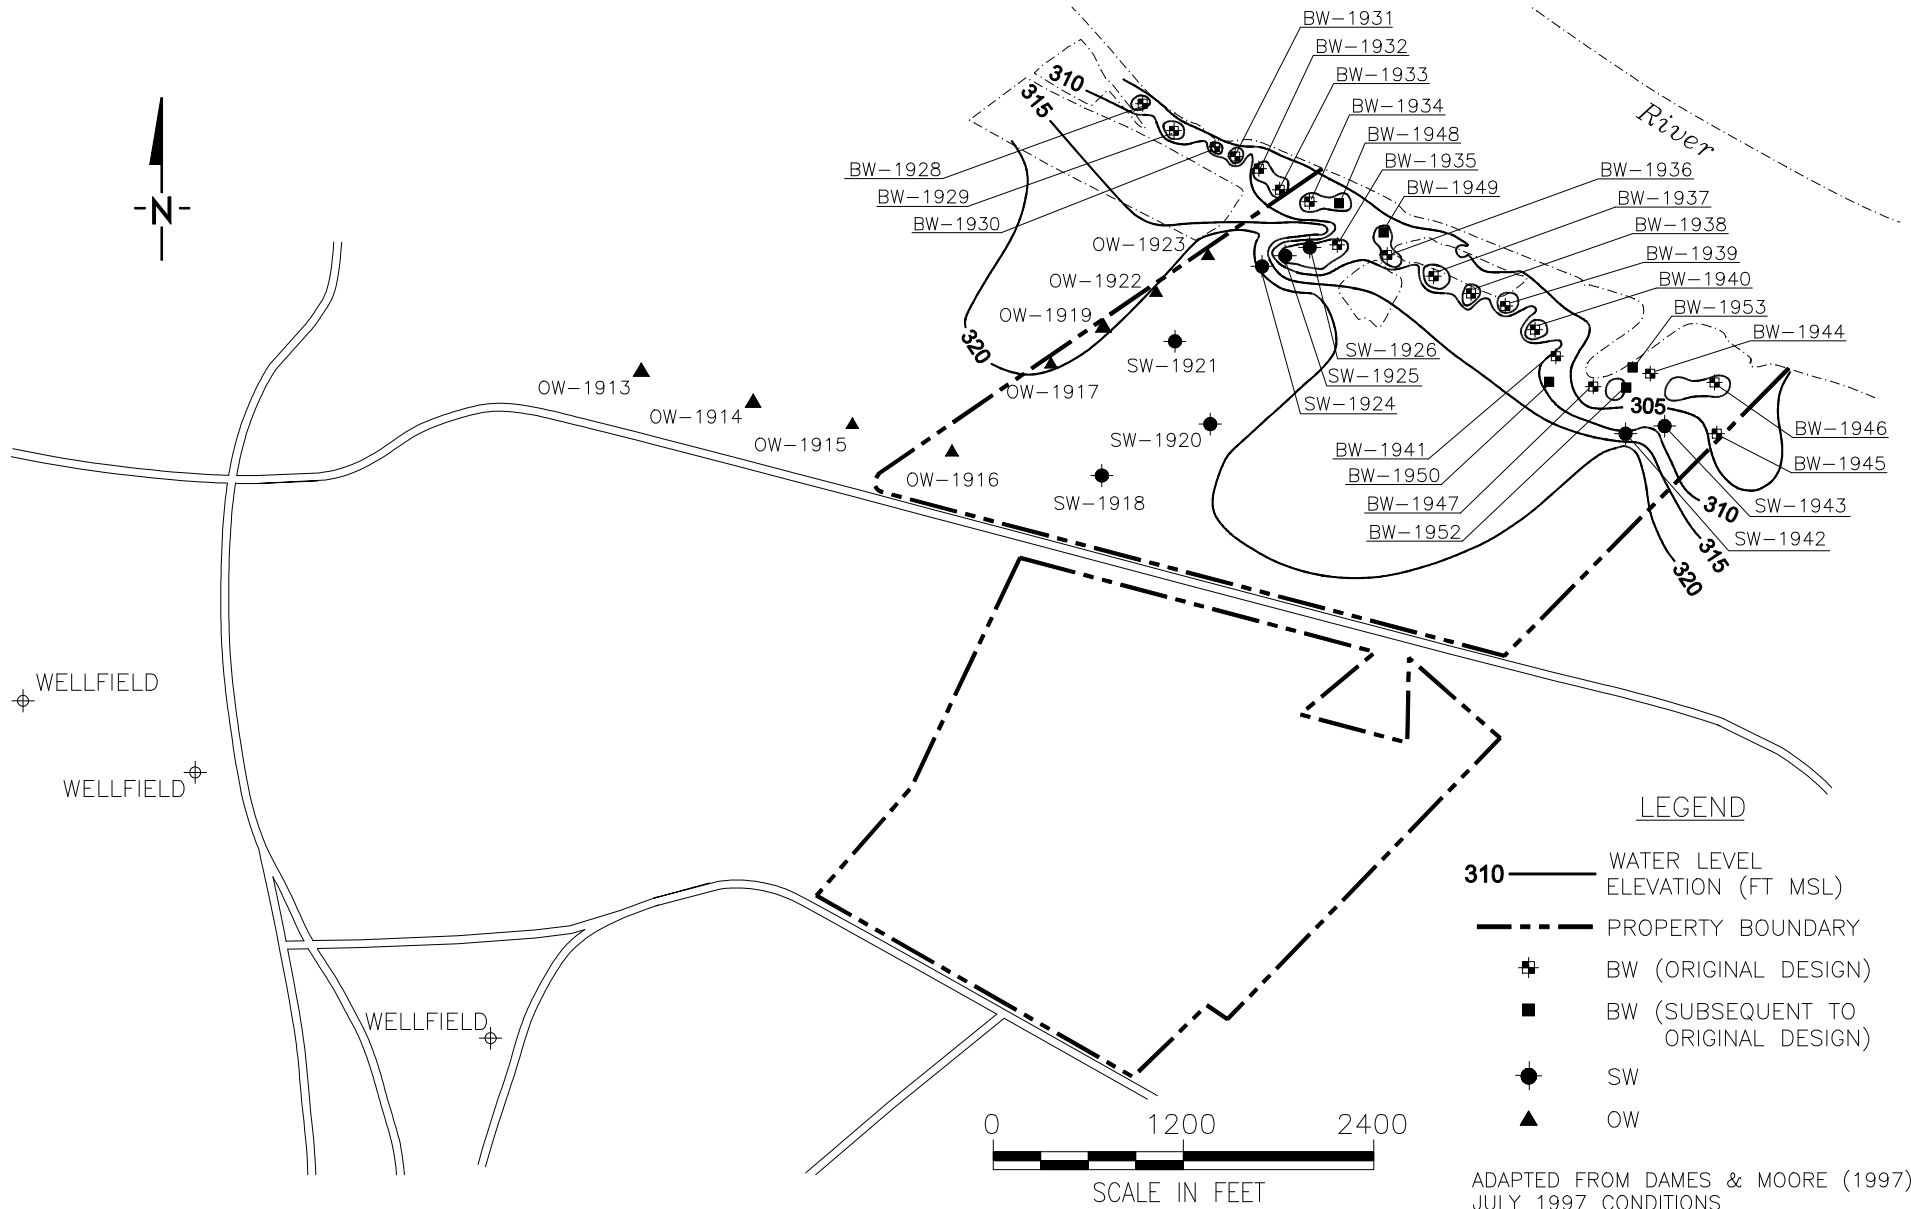 BW-1931
BW-1932
BW-1933
BW-1934
BW-1948
BW-1935
BW-1949
BW-1936
BW-1937
BW-1938
BW-1939
BW-1940
BW-1953
BW-1944
River
310
315
BW-1928
BW-1929
BW-1930
N
OW-1923
OW-1922
OW-1919
320
OW-1917
SW-1921
SW-1926
SW-1925
SW-1924
OW-1913
OW-1914
OW-1915
OW-1916
SW-1920
SW-1918
305
BW-1941
BW-1950
BW-1947
BW-1952
BW-1946
BW-1945
SW-1943
SW-1942
310
315
320
WELLFIELD
WELLFIELD
WELLFIELD
LEGEND
310 WATER LEVEL
ELEVATION (FT MSL)
PROPERTY BOUNDARY
BW (ORIGINAL DESIGN)
BW (SUBSEQUENT TO
ORIGINAL DESIGN)
SW
OW
0 1200 2400
SCALE IN FEET
ADAPTED FROM DAMES & MOORE (1997)
JULY 1997 CONDITIONS